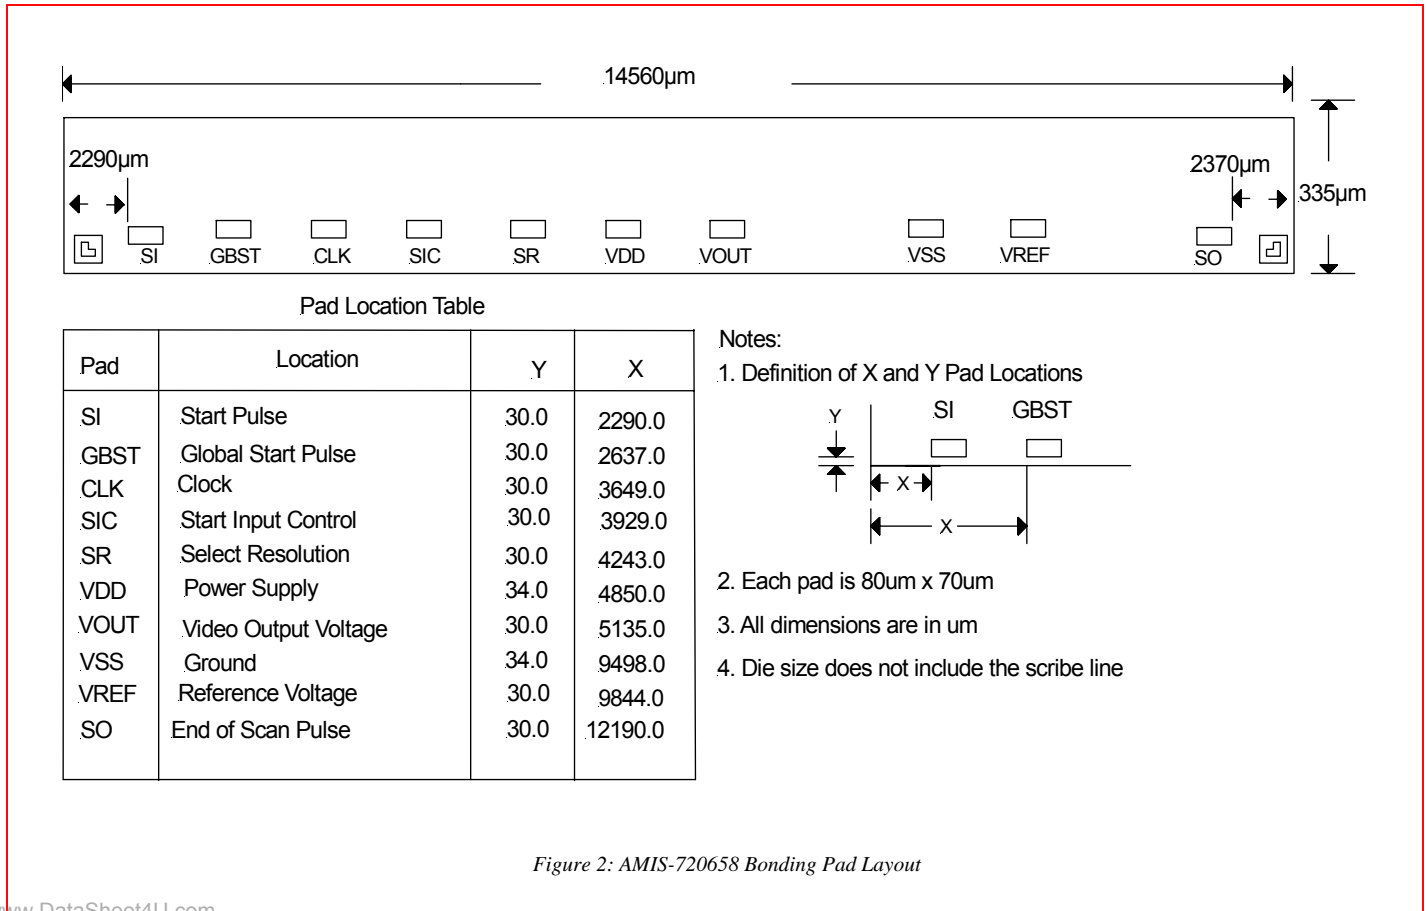 14560µm
2290µm
2370µm
335µm
SI GBST CLK SIC SR VDD VOUT VSS VREF SO
Pad Location Table
Pad Location Y X
SI Start Pulse 30.0 2290.0
GBST Global Start Pulse 30.0 2637.0
CLK Clock 30.0 3649.0
SIC Start Input Control 30.0 3929.0
SR Select Resolution 30.0 4243.0
VDD Power Supply 34.0 4850.0
VOUT Video Output Voltage 30.0 5135.0
VSS Ground 34.0 9498.0
VREF Reference Voltage 30.0 9844.0
SO End of Scan Pulse 30.0 12190.0
Notes:
1. Definition of X and Y Pad Locations
Y SI GBST
X
X
2. Each pad is 80um x 70um
3. All dimensions are in um
4. Die size does not include the scribe line
Figure 2: AMIS-720658 Bonding Pad Layout
www.DataSheet4U.com